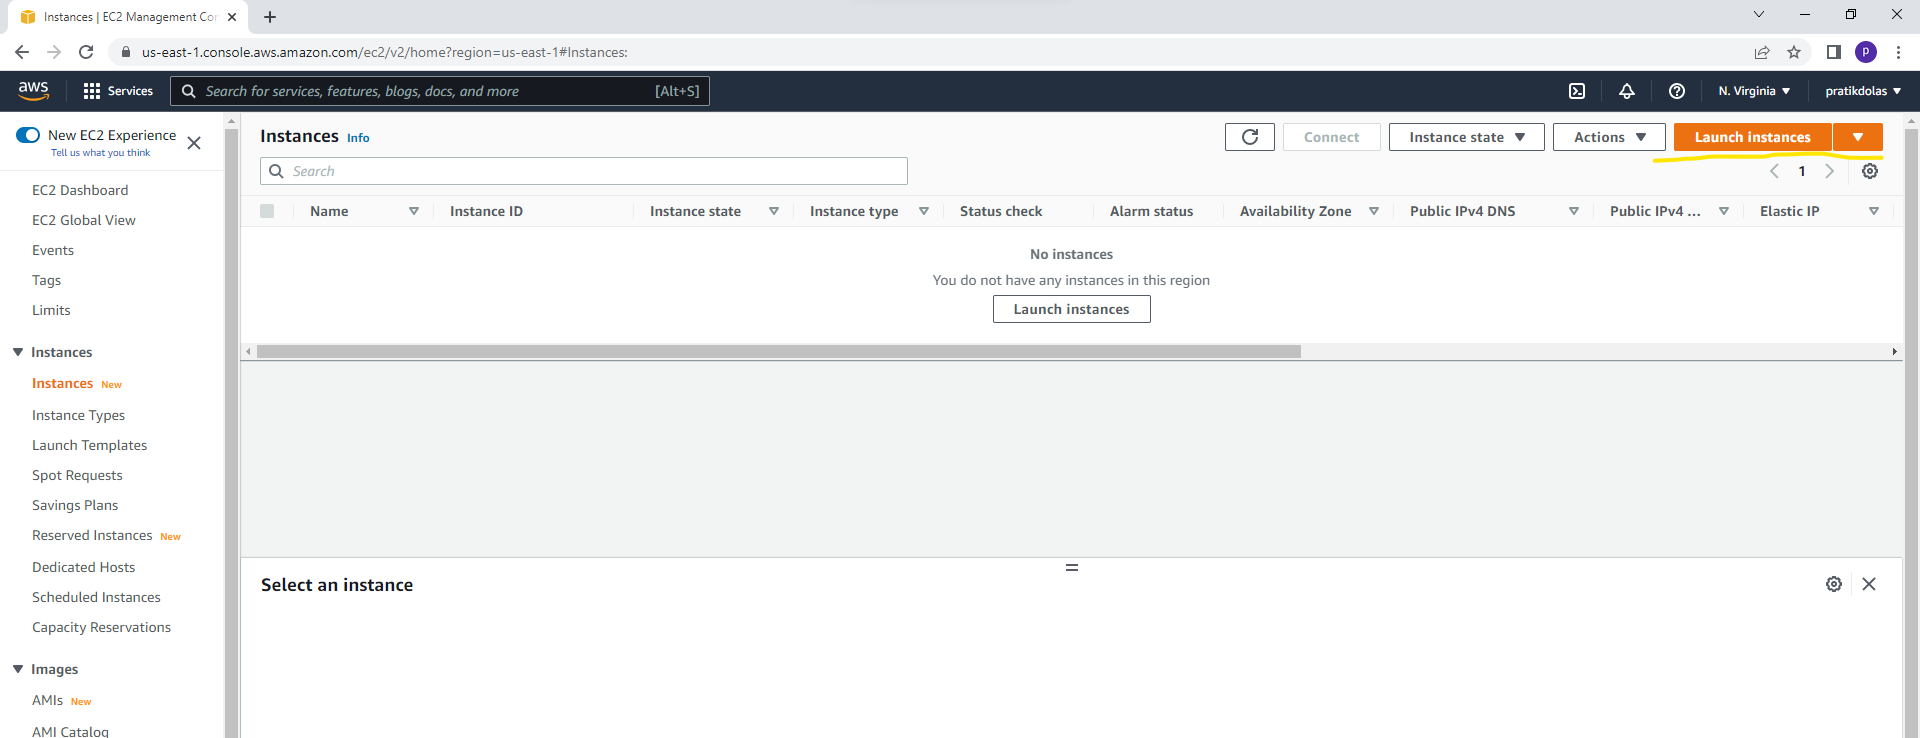 Instances | EC2 Management Con
us-east-1.console.aws.amazon.com/ec2/v2/home?region=us-east-1#Instances:
P
aws
Services
Search for services, features, blogs, docs, and more
[Alt+S]
N. Virginia
pratikdolas
New EC2 Experience
Tell us what you think
EC2 Dashboard
EC2 Global View
Events
Tags
Limits
Instances
Instances New
Instance Types
Launch Templates
Spot Requests
Savings Plans
Reserved Instances New
Dedicated Hosts
Scheduled Instances
Capacity Reservations
Images
AMIs New
AMI Catalog
Instances Info
Connect
Instance state
Actions
Launch instances
Search
1
Name Instance ID Instance state Instance type Status check Alarm status Availability Zone Public IPv4 DNS Public IPv4 ... Elastic IP
No instances
You do not have any instances in this region
Launch instances
Select an instance